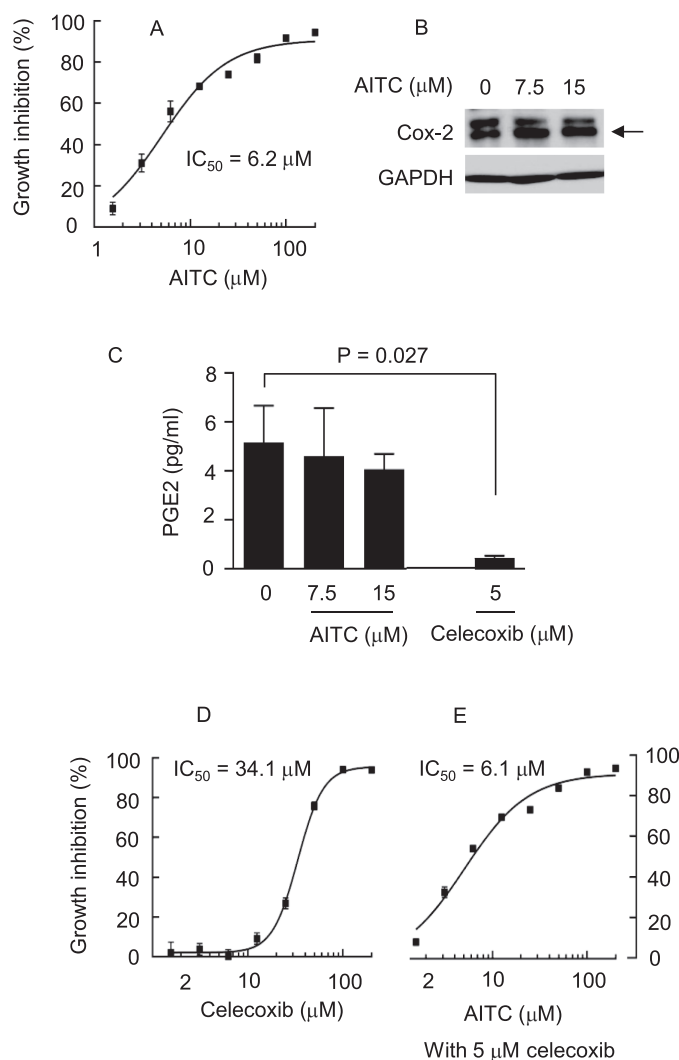 A
Growth inhibition (%)
100
80
60
40
20
0
IC50 = 6.2 μM
1
10
100
AITC (μM)
B
AITC (μM) 0 7.5 15
Cox-2
GAPDH
C
P = 0.027
PGE2 (pg/ml)
8
6
4
2
0
0 7.5 15 5
AITC (μM) Celecoxib (μM)
D
Growth inhibition (%)
100
80
60
40
20
0
IC50 = 34.1 μM
2 10 100
Celecoxib (μM)
E
IC50 = 6.1 μM
100
80
60
40
20
0
2 10 100
AITC (μM)
With 5 μM celecoxib